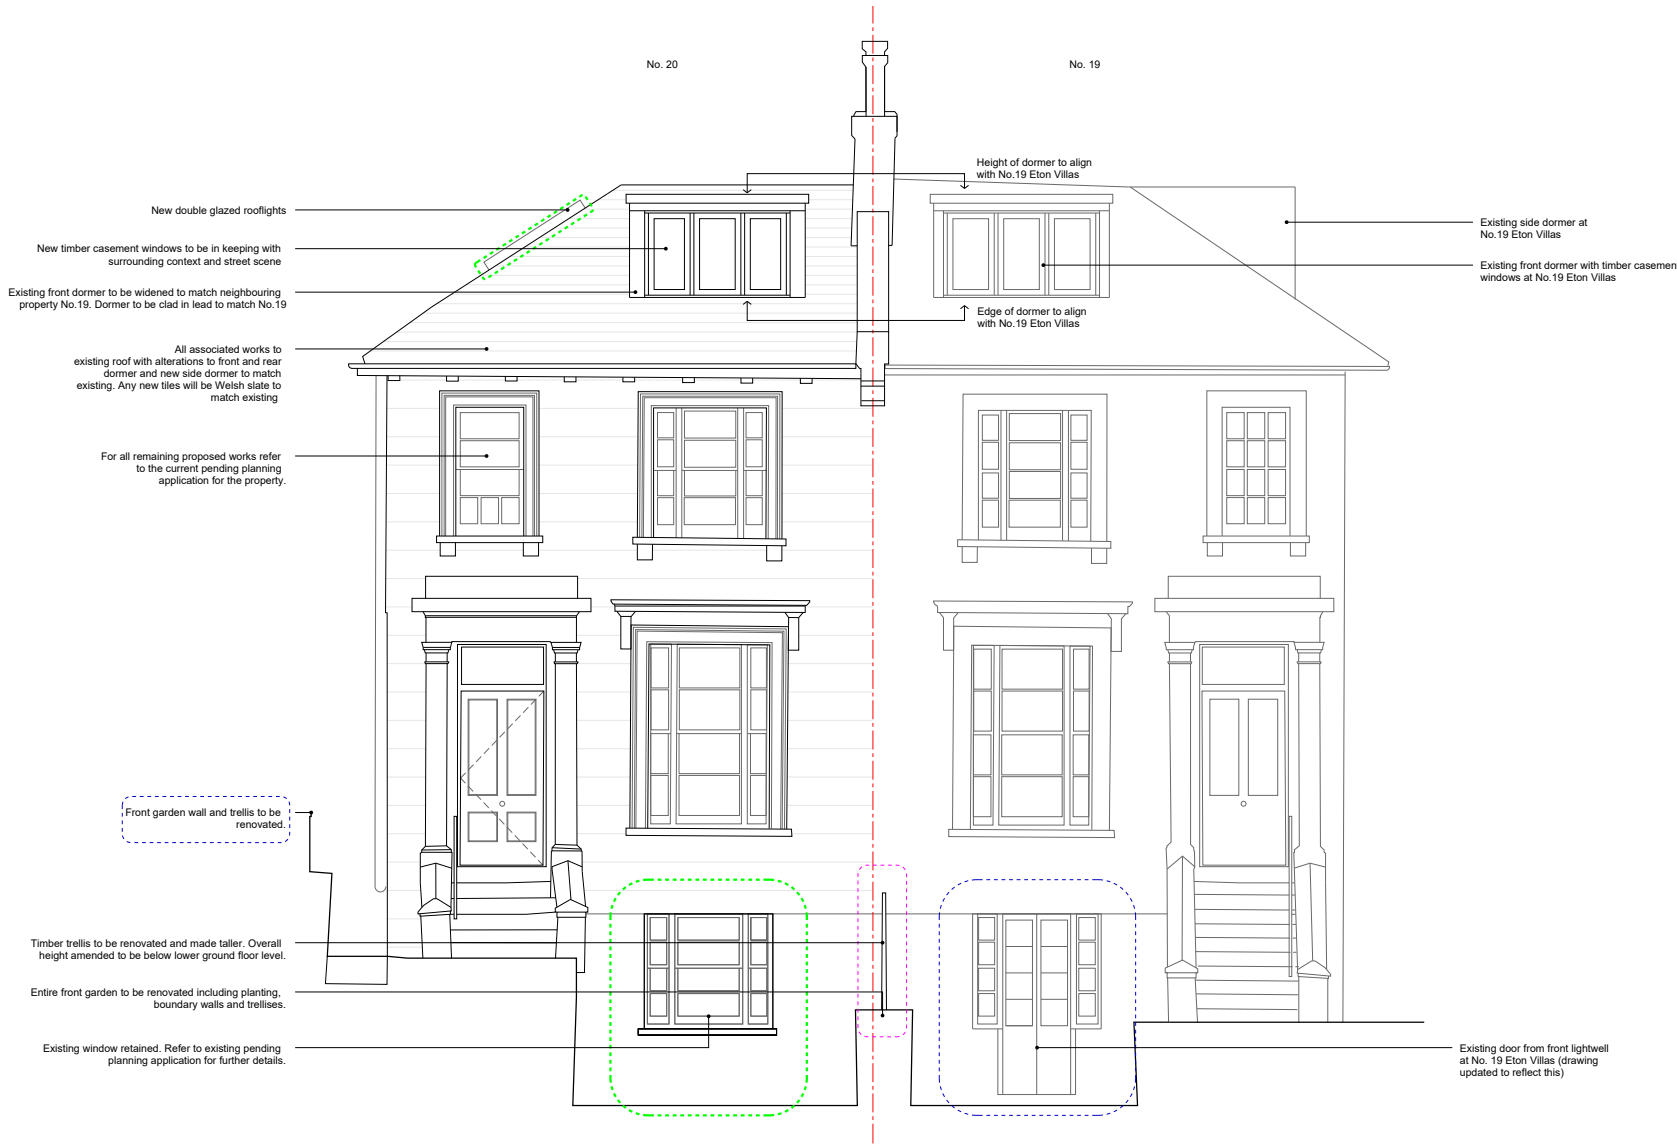 No. 20
No. 19
Height of dormer to align
with No.19 Eton Villas
New double glazed rooflights
New timber casement windows to be in keeping with
surrounding context and street scene
Existing front dormer to be widened to match neighbouring
property No.19. Dormer to be clad in lead to match No.19
Existing side dormer at
No.19 Eton Villas
Existing front dormer with timber casemen
windows at No.19 Eton Villas
Edge of dormer to align
with No.19 Eton Villas
All associated works to
existing roof with alterations to front and rear
dormer and new side dormer to match
existing. Any new tiles will be Welsh slate to
match existing
For all remaining proposed works refer
to the current pending planning
application for the property.
Front garden wall and trellis to be
renovated.
Timber trellis to be renovated and made taller. Overall
height amended to be below lower ground floor level.
Entire front garden to be renovated including planting,
boundary walls and trellises.
Existing window retained. Refer to existing pending
planning application for further details.
Existing door from front lightwell
at No. 19 Eton Villas (drawing
updated to reflect this)